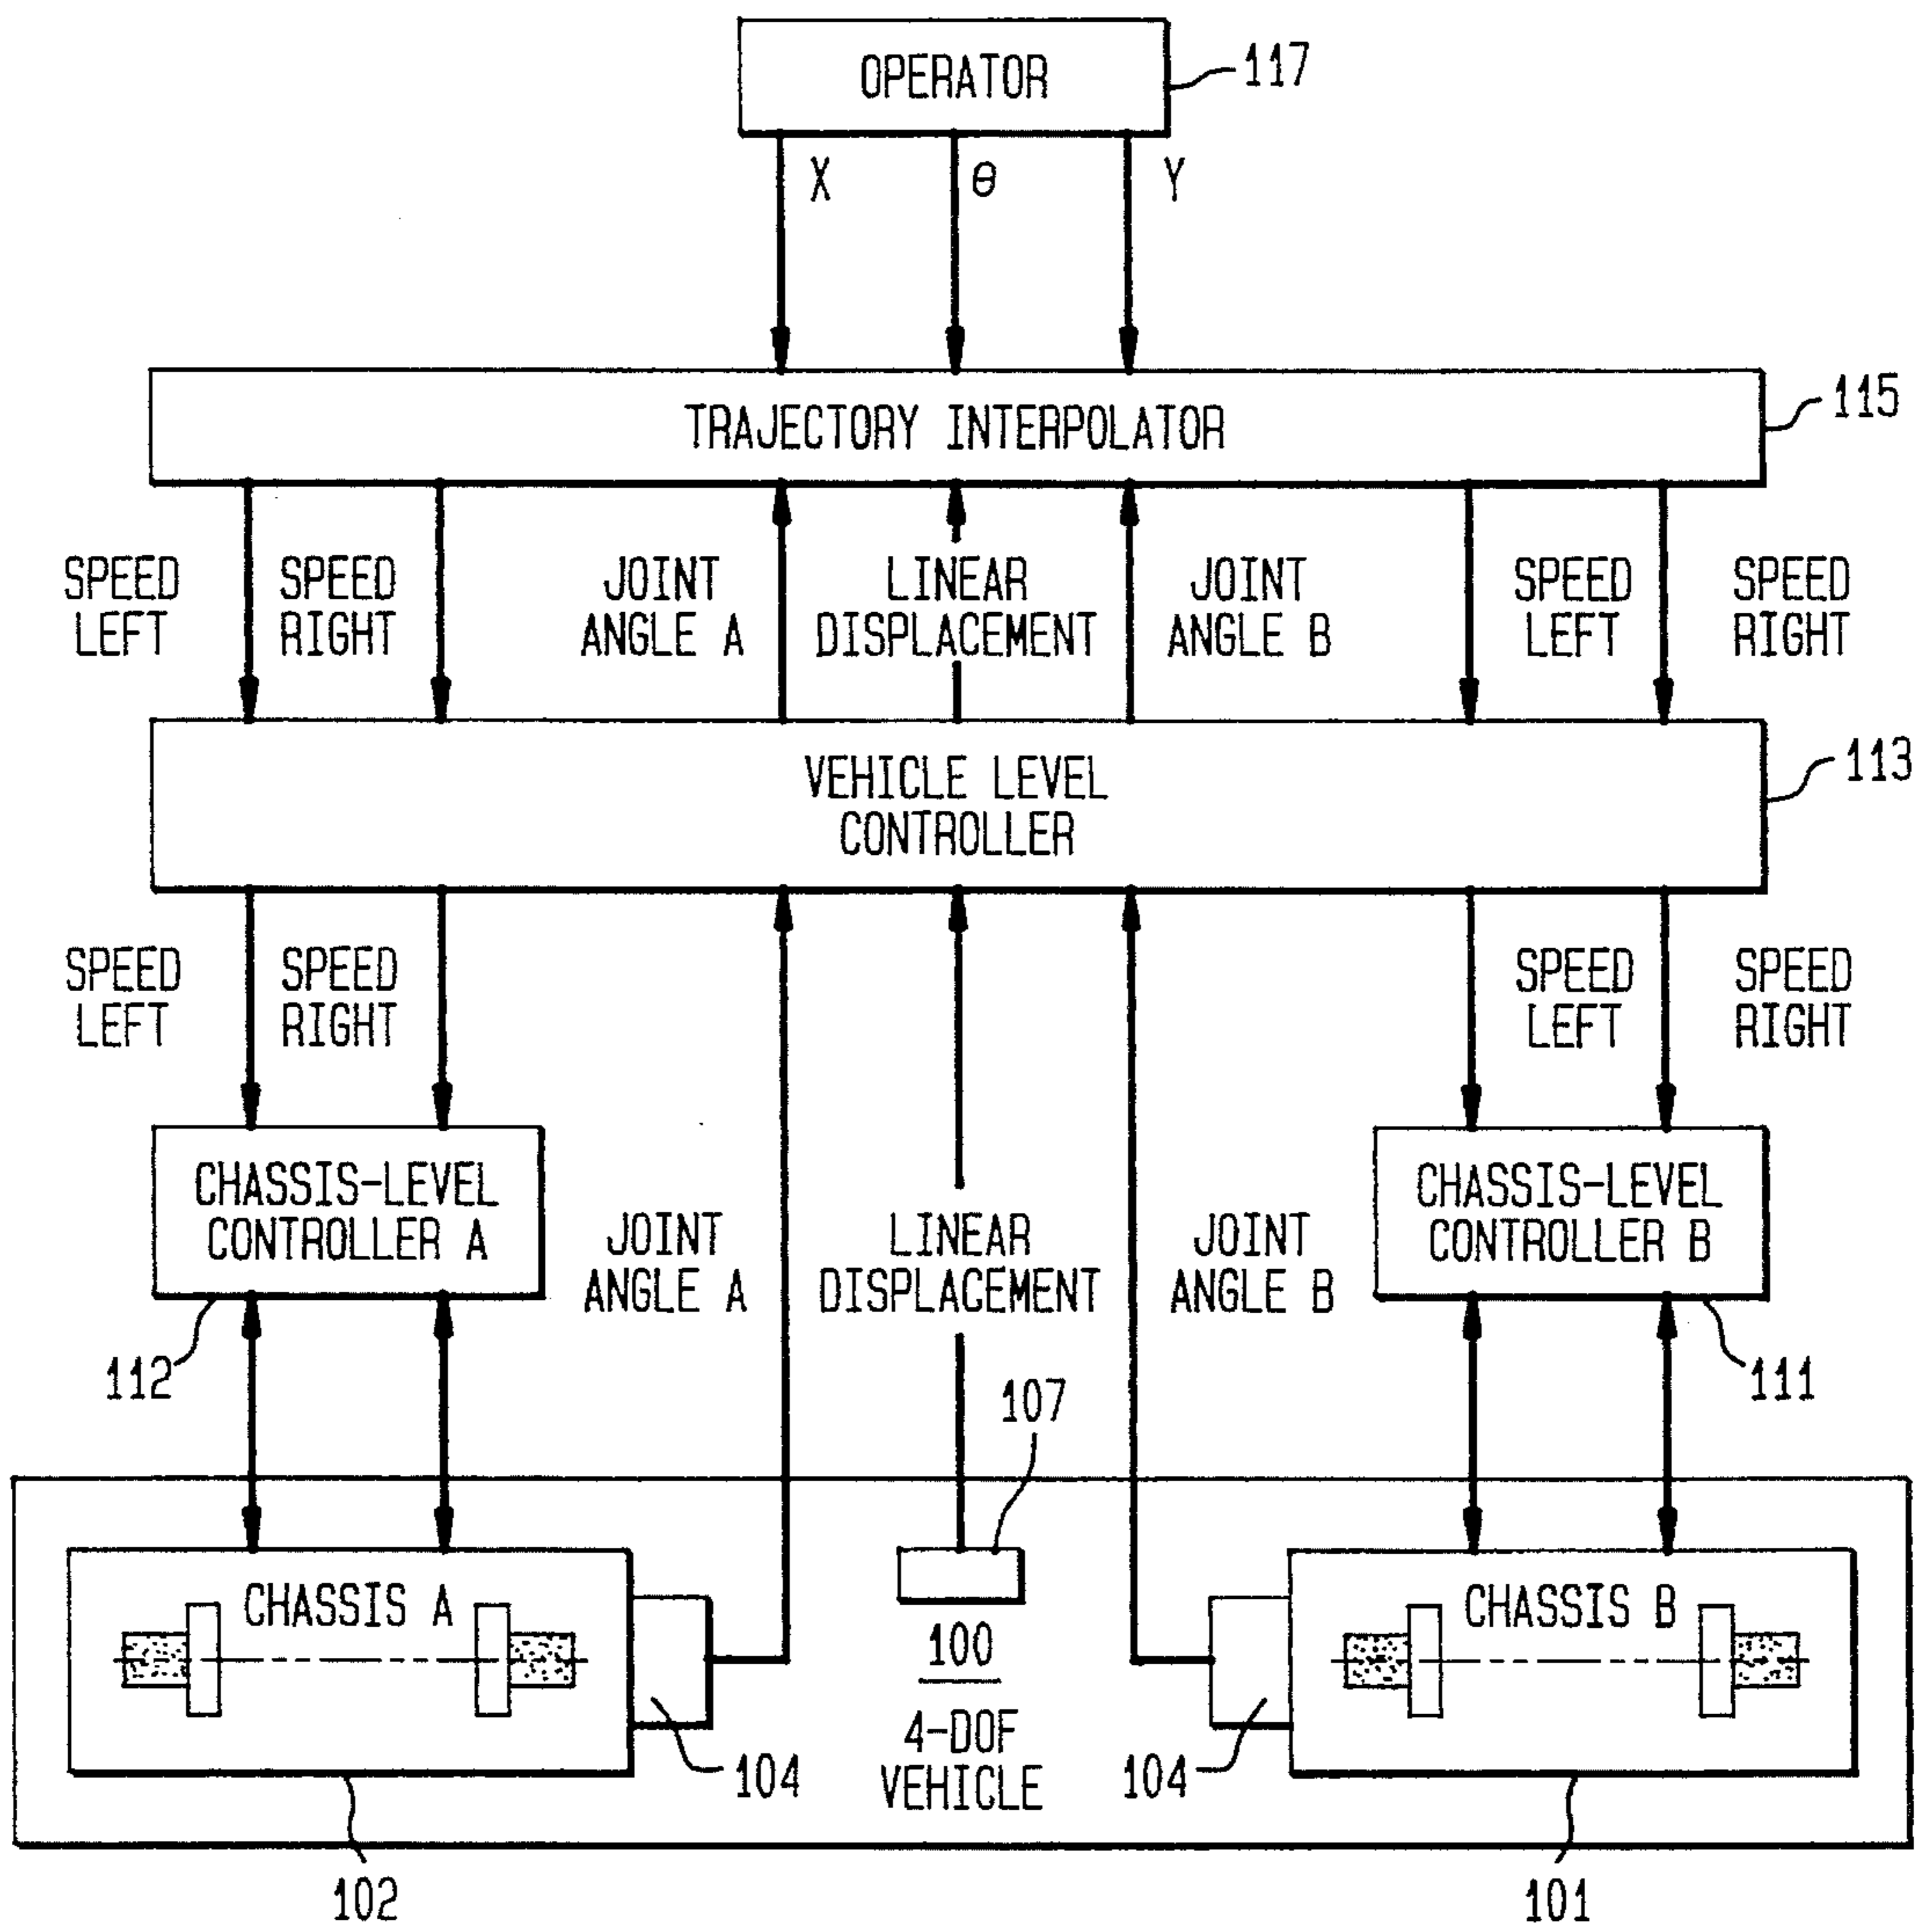 OPERATOR
117
X
θ
Y
TRAJECTORY INTERPOLATOR
115
SPEED
LEFT
SPEED
RIGHT
JOINT
ANGLE A
LINEAR
DISPLACEMENT
JOINT
ANGLE B
SPEED
LEFT
SPEED
RIGHT
VEHICLE LEVEL
CONTROLLER
113
SPEED
LEFT
SPEED
RIGHT
SPEED
LEFT
SPEED
RIGHT
CHASSIS-LEVEL
CONTROLLER A
112
JOINT
ANGLE A
LINEAR
DISPLACEMENT
JOINT
ANGLE B
CHASSIS-LEVEL
CONTROLLER B
111
107
CHASSIS A
104
102
100
4-DOF
VEHICLE
CHASSIS B
104
101